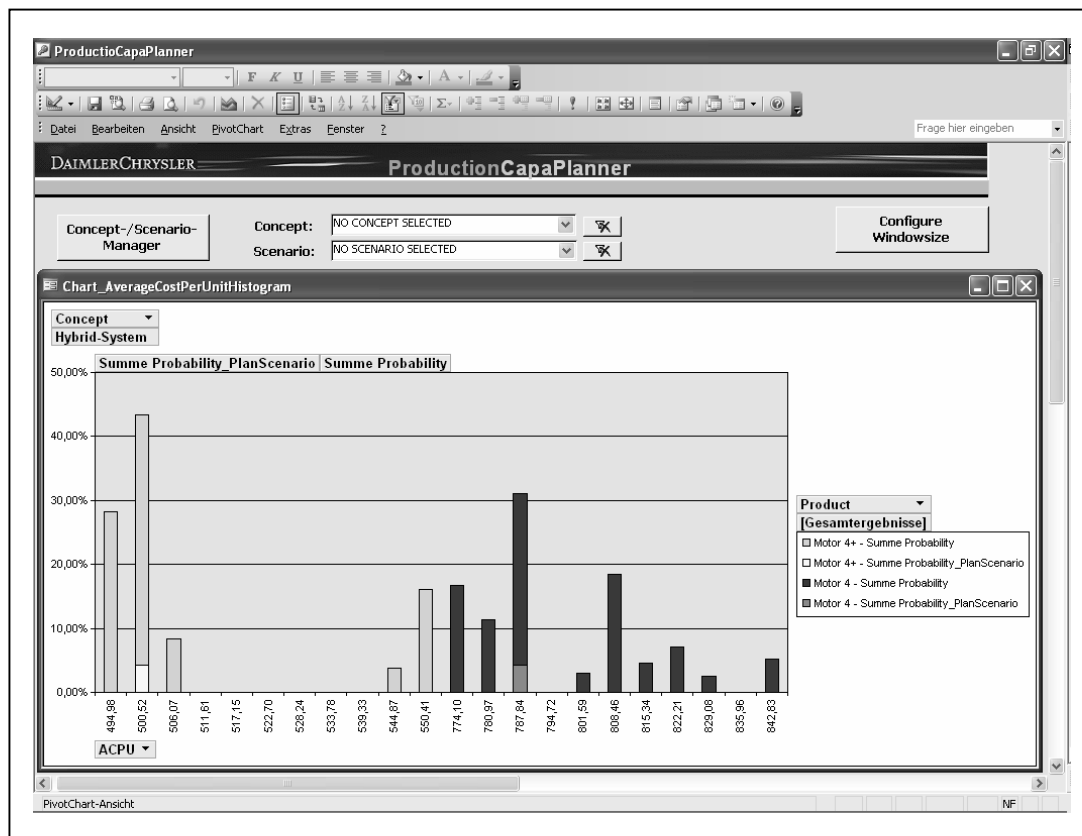 ProductioCapaPlanner
F K U A
Datei Bearbeiten Ansicht PivotChart Extras Fenster ? Frage hier eingeben
DAIMLERCHRYSLER ProductionCapaPlanner
Concept-/Scenario-
Manager
Concept: NO CONCEPT SELECTED
Scenario: NO SCENARIO SELECTED
Configure
Windowsize
Chart_AverageCostPerUnitHistogram
Concept
Hybrid-System
Summe Probability_PlanScenario Summe Probability
50,00%
40,00%
30,00%
20,00%
10,00%
0,00%
494,98
500,52
506,07
511,61
517,15
522,70
528,24
533,78
539,33
544,87
550,41
774,10
780,97
787,84
794,72
801,59
808,46
815,34
822,21
829,08
835,96
842,83
ACPU
Product
[Gesamtergebnisse]
Motor 4+ - Summe Probability
Motor 4+ - Summe Probability_PlanScenario
Motor 4 - Summe Probability
Motor 4 - Summe Probability_PlanScenario
PivotChart-Ansicht NF